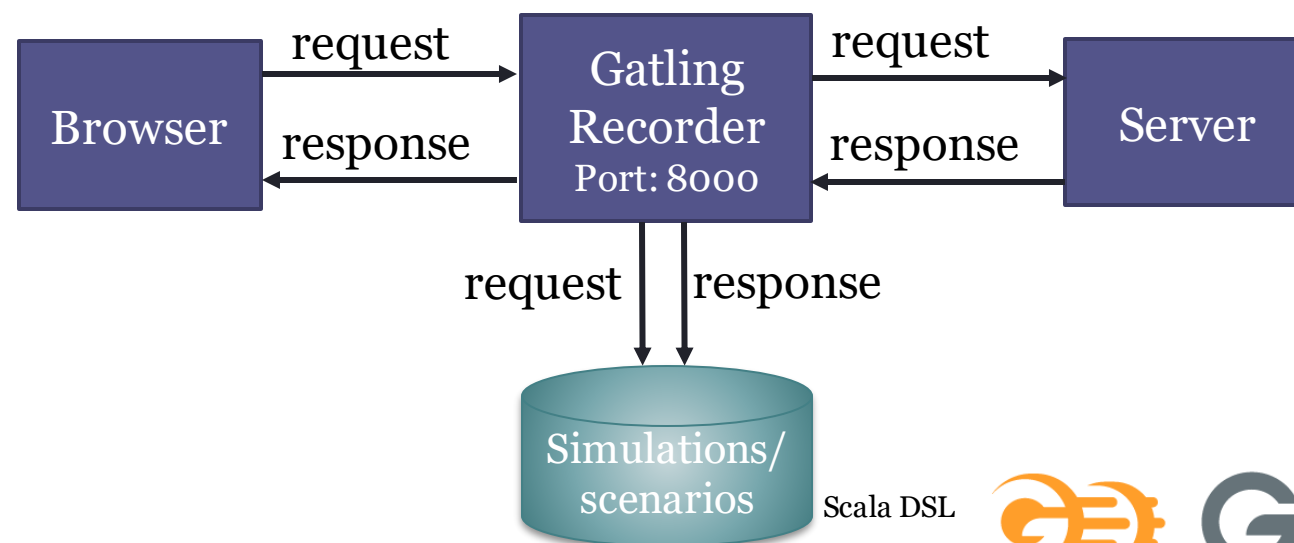 request
request
Browser
Gatling
Recorder
Port: 8000
Server
response
response
request
response
Simulations/
scenarios
Scala DSL
G